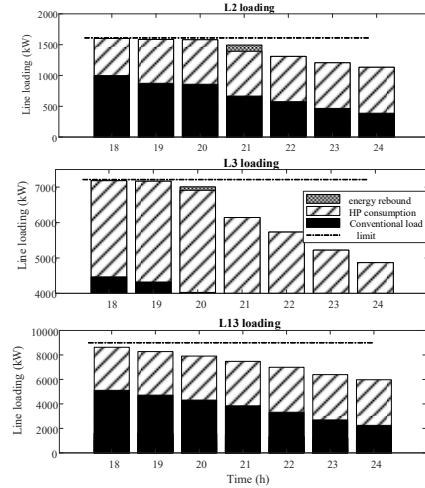 L2 loading
2000
1500
1000
500
0
Line loading (kW)
18 19 20 21 22 23 24
L3 loading
7000
6000
5000
4000
Line loading (kW)
energy rebound
HP consumption
Conventional load
limit
18 19 20 21 22 23 24
L13 loading
10000
8000
6000
4000
2000
0
Line loading (kW)
18 19 20 21 22 23 24
Time (h)